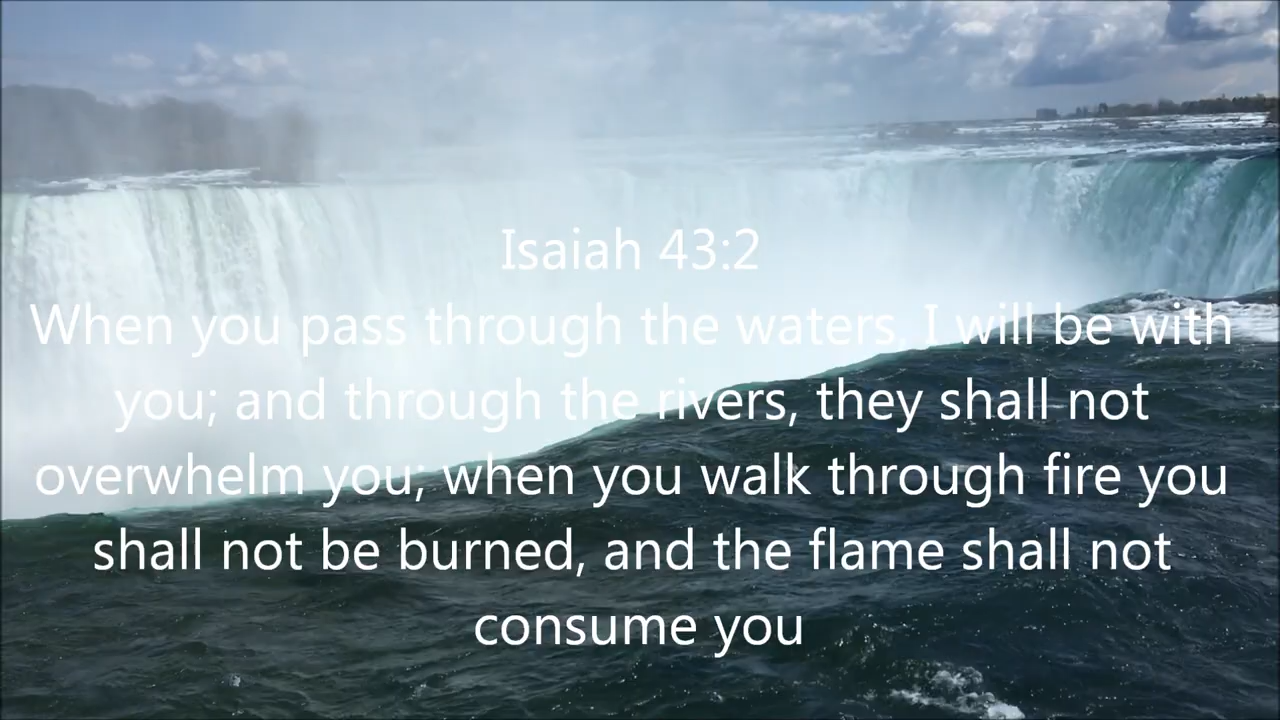 Isaiah 43:2
When you pass through the waters, I will be with
you; and through the rivers, they shall not
overwhelm you; when you walk through fire you
shall not be burned, and the flame shall not
consume you